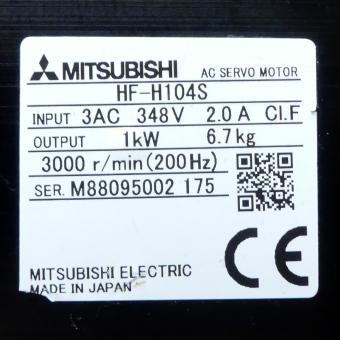 MITSUBISHI AC SERVO MOTOR
HF-H104S
INPUT 3AC 348V 2.0 A CI.F
OUTPUT 1kW 6.7kg
3000 r/min(200Hz)
SER. M88095002 175
MITSUBISHI ELECTRIC
MADE IN JAPAN
CE